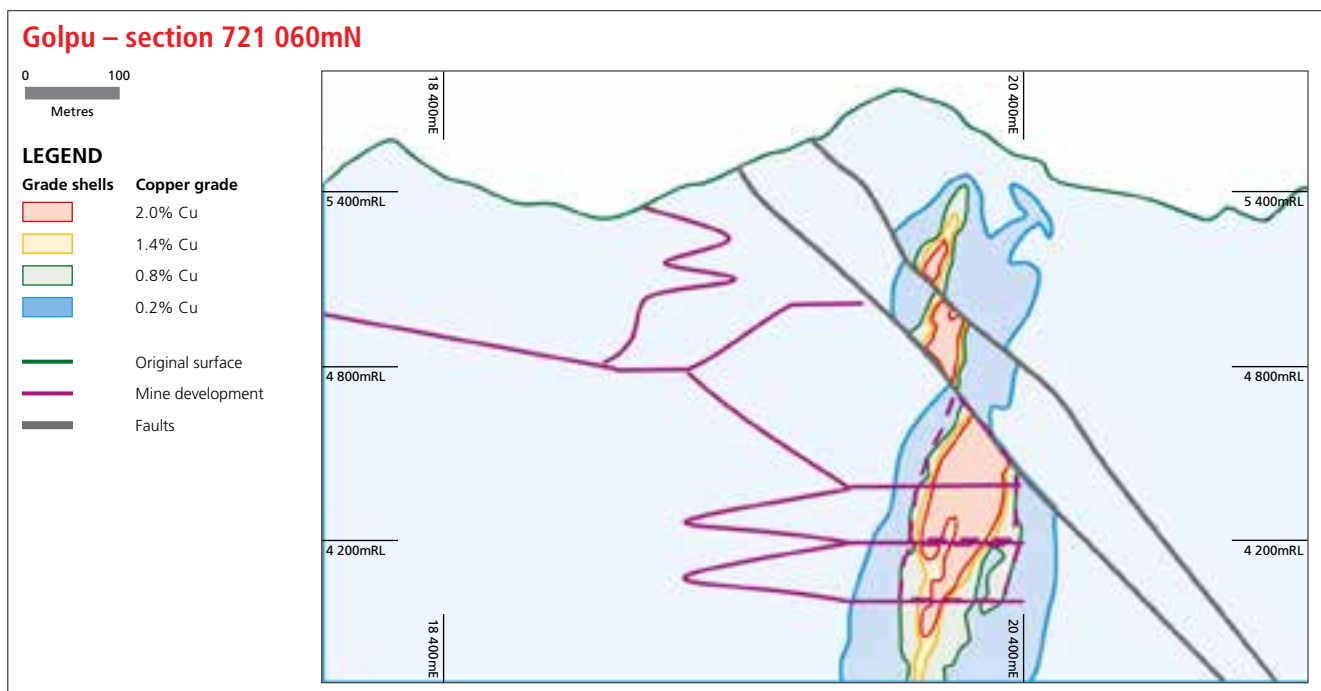 Golpu – section 721 060mN
0 100
Metres
LEGEND
Grade shells Copper grade
2.0% Cu
1.4% Cu
0.8% Cu
0.2% Cu
Original surface
Mine development
Faults
18 400mE
20 400mE
5 400mRL
5 400mRL
4 800mRL
4 800mRL
4 200mRL
4 200mRL
18 400mE
20 400mE